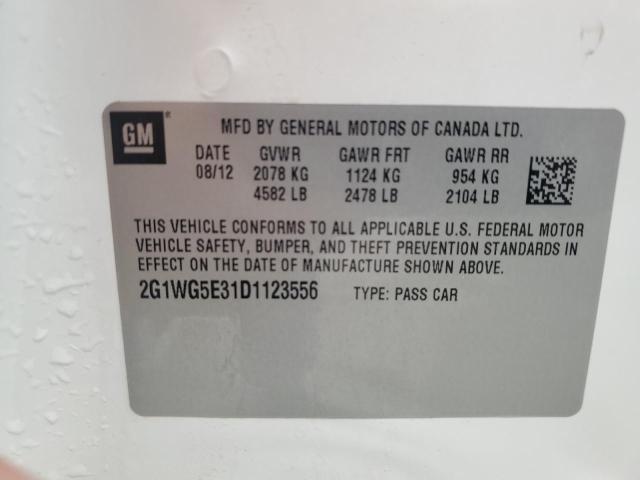 GM ®
MFD BY GENERAL MOTORS OF CANADA LTD.
DATE GVWR GAWR FRT GAWR RR
08/12 2078 KG 1124 KG 954 KG
4582 LB 2478 LB 2104 LB
THIS VEHICLE CONFORMS TO ALL APPLICABLE U.S. FEDERAL MOTOR
VEHICLE SAFETY, BUMPER, AND THEFT PREVENTION STANDARDS IN
EFFECT ON THE DATE OF MANUFACTURE SHOWN ABOVE.
2G1WG5E31D1123556 TYPE: PASS CAR